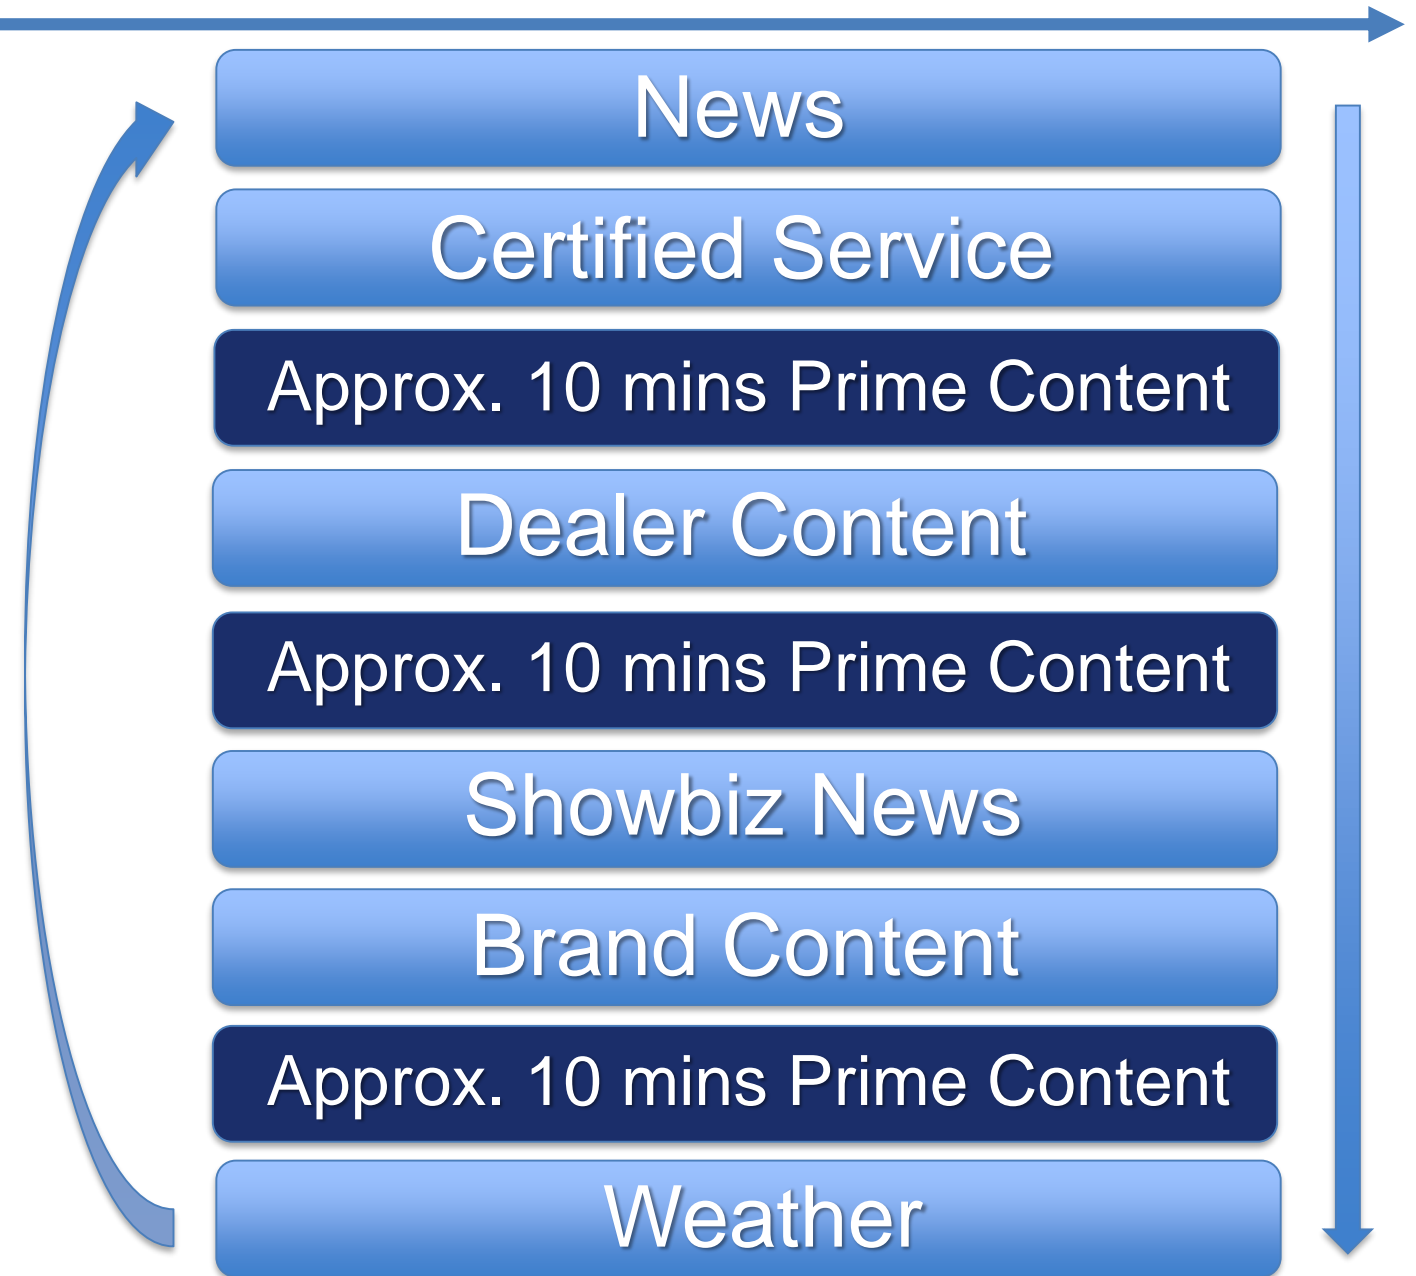 News
Certified Service
Approx. 10 mins Prime Content
Dealer Content
Approx. 10 mins Prime Content
Showbiz News
Brand Content
Approx. 10 mins Prime Content
Weather